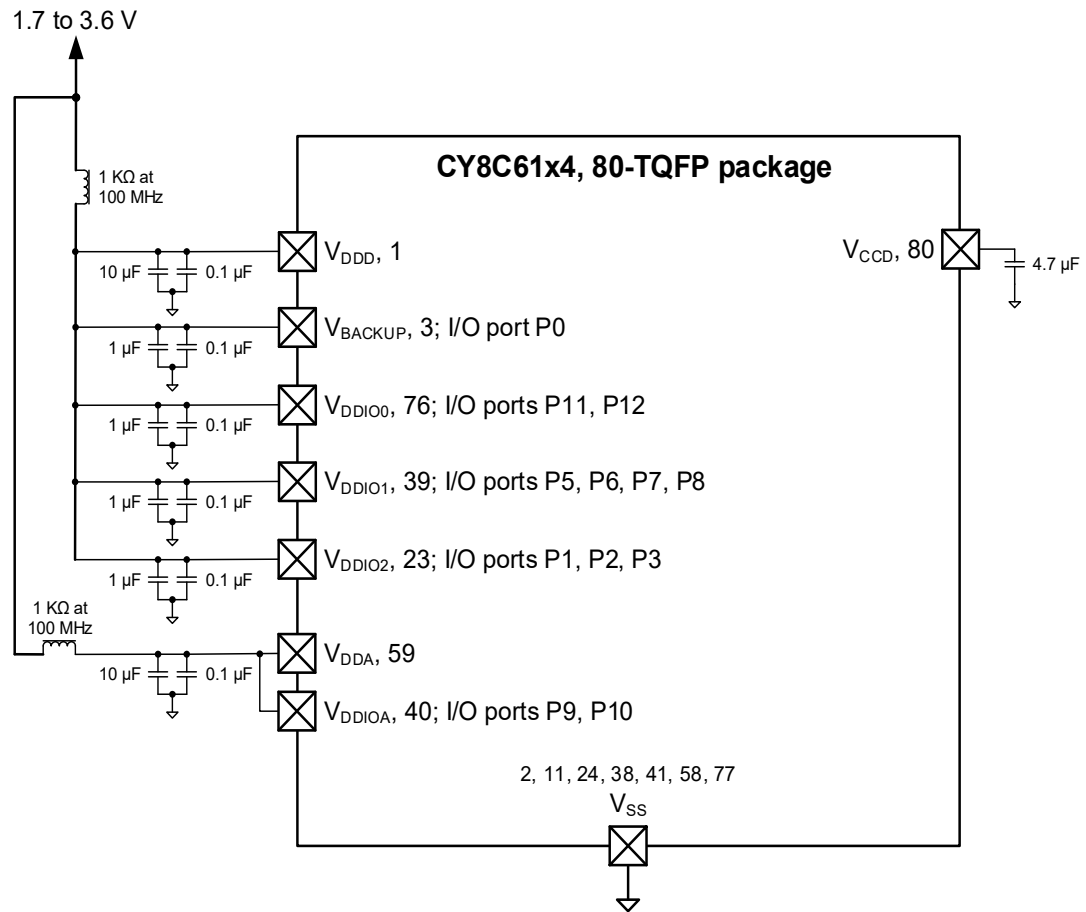 1.7 to 3.6 V
CY8C61x4, 80-TQFP package
1 KΩ at
100 MHz
10 µF
0.1 µF
VDDD, 1
VCCD, 80
4.7 µF
1 µF
0.1 µF
VBACKUP, 3; I/O port P0
1 µF
0.1 µF
VDDIO0, 76; I/O ports P11, P12
1 µF
0.1 µF
VDDIO1, 39; I/O ports P5, P6, P7, P8
1 µF
0.1 µF
VDDIO2, 23; I/O ports P1, P2, P3
1 KΩ at
100 MHz
10 µF
0.1 µF
VDDA, 59
VDDIOA, 40; I/O ports P9, P10
2, 11, 24, 38, 41, 58, 77
VSS